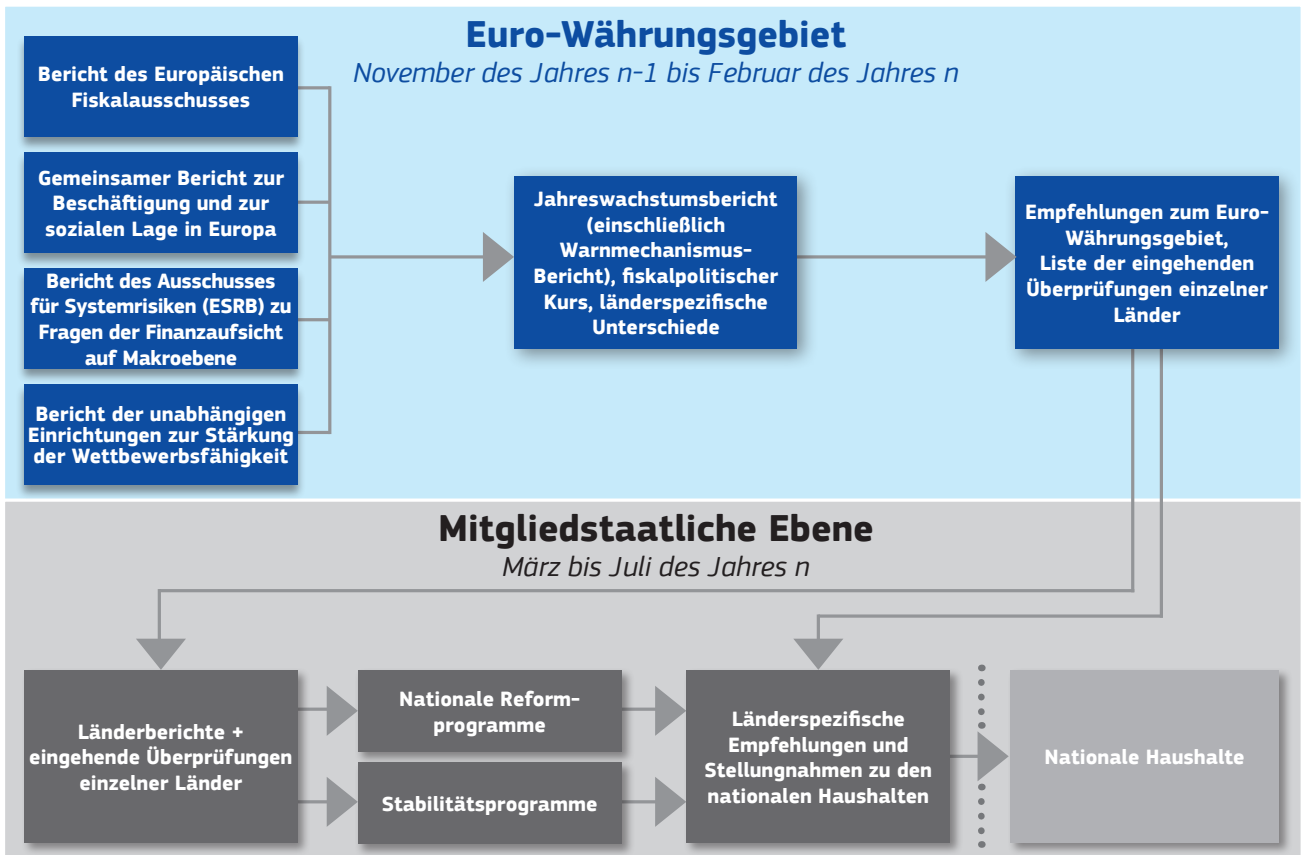 Euro-Währungsgebiet
November des Jahres n-1 bis Februar des Jahres n
Bericht des Europäischen
Fiskalausschusses
Gemeinsamer Bericht zur
Beschäftigung und zur
sozialen Lage in Europa
Bericht des Ausschusses
für Systemrisiken (ESRB) zu
Fragen der Finanzaufsicht
auf Makroebene
Bericht der unabhängigen
Einrichtungen zur Stärkung
der Wettbewerbsfähigkeit
Jahreswachstumsbericht
(einschließlich
Warnmechanismus-
Bericht), fiskalpolitischer
Kurs, länderspezifische
Unterschiede
Empfehlungen zum Euro-
Währungsgebiet,
Liste der eingehenden
Überprüfungen einzelner
Länder
Mitgliedstaatliche Ebene
März bis Juli des Jahres n
Länderberichte +
eingehende Überprüfungen
einzelner Länder
Nationale Reform-
programme
Stabilitätsprogramme
Länderspezifische
Empfehlungen und
Stellungnahmen zu den
nationalen Haushalten
Nationale Haushalte